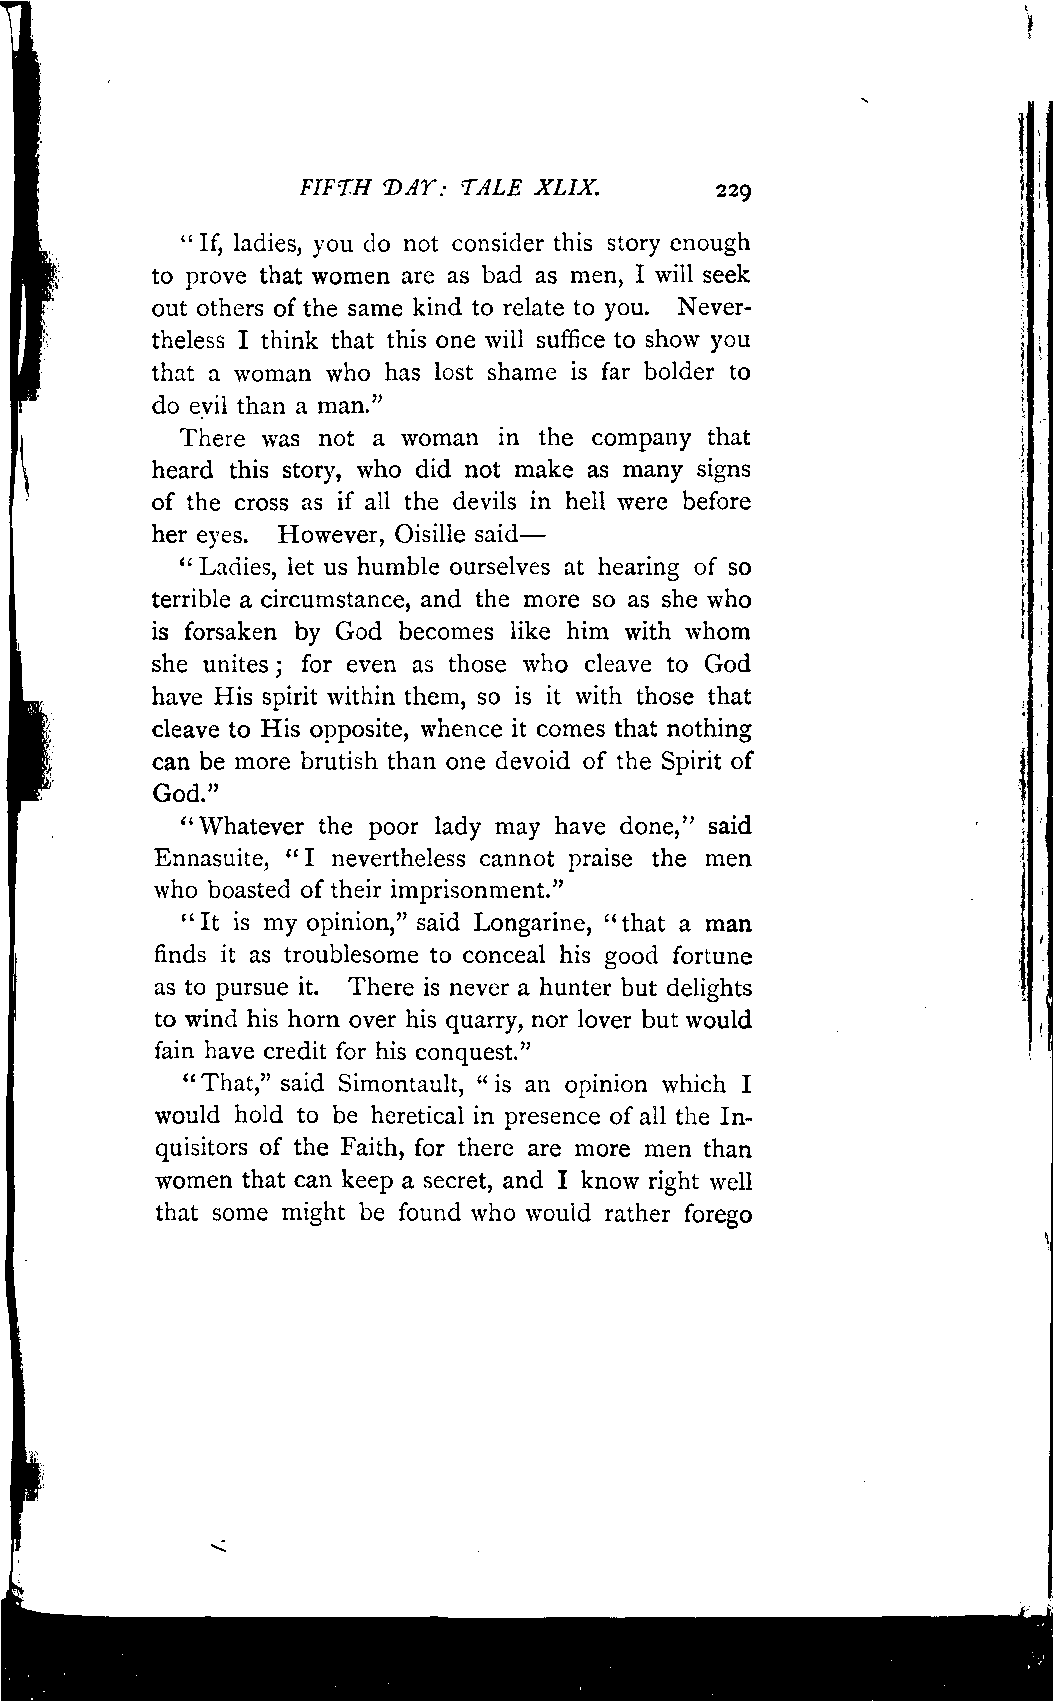 FIFTH DAY: TALE XLIX. 229
"If, ladies, you do not consider this story enough
to prove that women are as bad as men, I will seek
out others of the same kind to relate to you. Never-
theless I think that this one will suffice to show you
that a woman who has lost shame is far bolder to
do evil than a man."
There was not a woman in the company that
heard this story, who did not make as many signs
of the cross as if all the devils in hell were before
her eyes. However, Oisille said—
"Ladies, let us humble ourselves at hearing of so
terrible a circumstance, and the more so as she who
is forsaken by God becomes like him with whom
she unites; for even as those who cleave to God
have His spirit within them, so is it with those that
cleave to His opposite, whence it comes that nothing
can be more brutish than one devoid of the Spirit of
God."
"Whatever the poor lady may have done," said
Ennasuite, "I nevertheless cannot praise the men
who boasted of their imprisonment."
"It is my opinion," said Longarine, "that a man
finds it as troublesome to conceal his good fortune
as to pursue it. There is never a hunter but delights
to wind his horn over his quarry, nor lover but would
fain have credit for his conquest."
"That," said Simontault, "is an opinion which I
would hold to be heretical in presence of all the In-
quisitors of the Faith, for there are more men than
women that can keep a secret, and I know right well
that some might be found who would rather forego